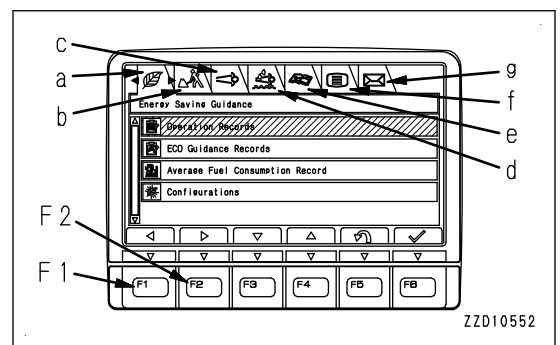 c
a
g
b
f
e
d
Energy Saving Guidance
Operation Records
ECO Guidance Records
Average Fuel Consumption Record
Configurations
F2
F1
F1 F2 F3 F4 F5 F6
ZZD10552